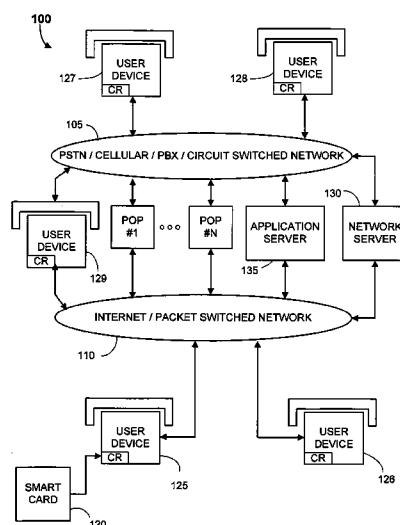 100
USER DEVICE
CR
127
USER DEVICE
CR
128
105
PSTN / CELLULAR / PBX / CIRCUIT SWITCHED NETWORK
130
USER DEVICE
CR
129
POP #1
POP #N
APPLICATION SERVER
135
NETWORK SERVER
INTERNET / PACKET SWITCHED NETWORK
110
USER DEVICE
CR
125
USER DEVICE
CR
126
SMART CARD
120